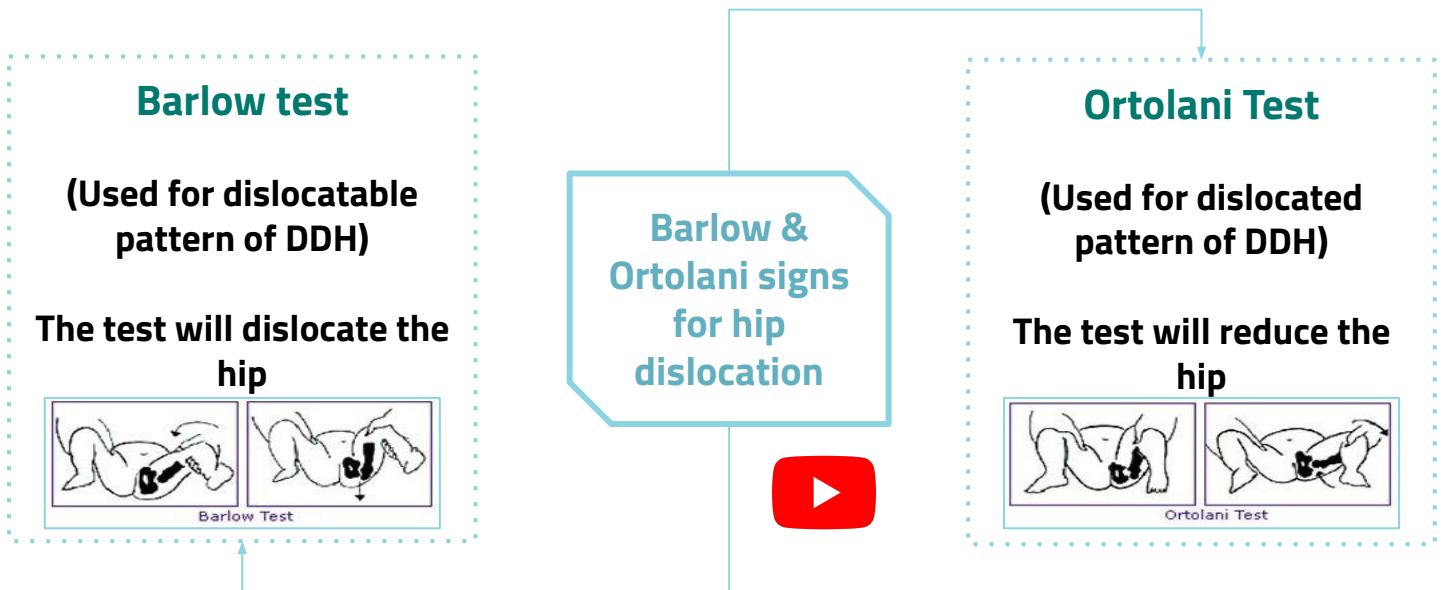 Barlow test
(Used for dislocatable
pattern of DDH)
The test will dislocate the
hip
Barlow Test
Barlow &
Ortolani signs
for hip
dislocation
Ortolani Test
(Used for dislocated
pattern of DDH)
The test will reduce the
hip
Ortolani Test